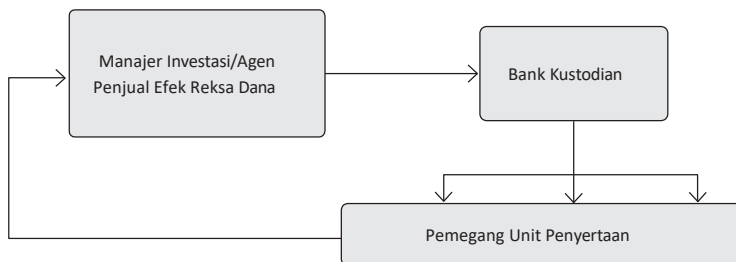 Manajer Investasi/Agen
Penjual Efek Reksa Dana
Bank Kustodian
Pemegang Unit Penyertaan